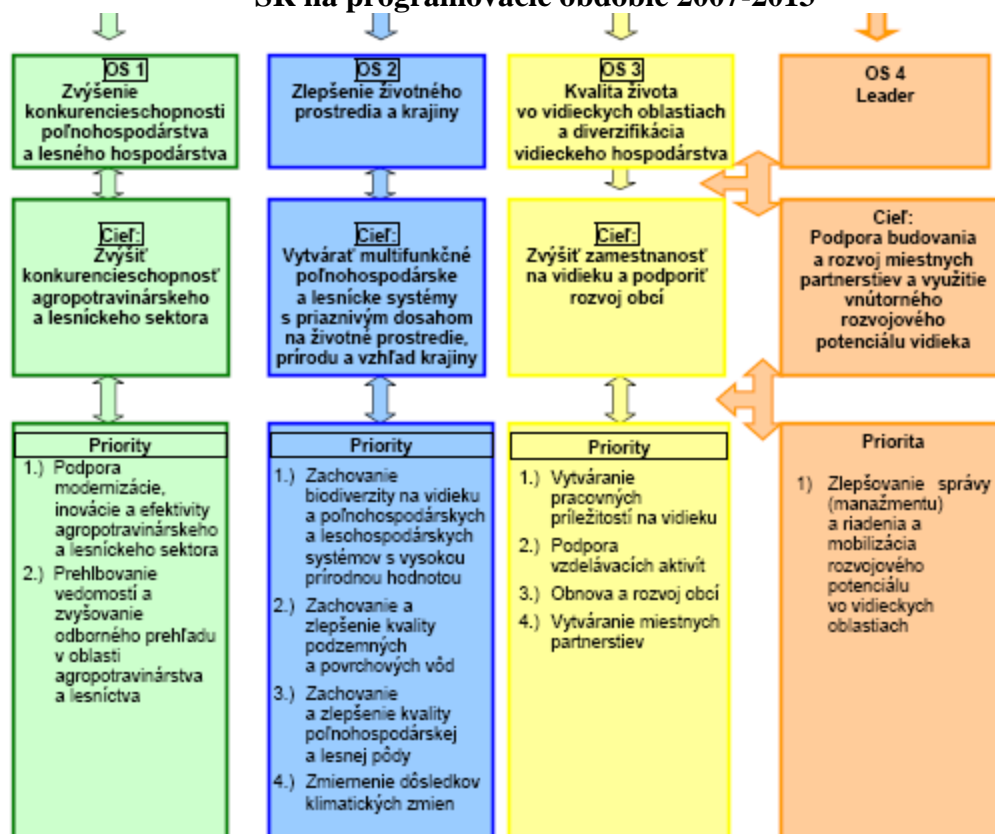 SR na programovacie obdobie 2007-2013
OS 1
Zvýšenie
konkurencieschopnosti
poľnohospodárstva
a lesného hospodárstva
OS 2
Zlepšenie životného
prostredia a krajiny
OS 3
Kvalita života
vo vidieckych oblastiach
a diverzifikácia
vidieckeho hospodárstva
OS 4
Leader
Cieľ:
Zvýšiť
konkurencieschopnosť
agropotravinárskeho
a lesníckeho sektora
Cieľ:
Vytvárať multifunkčné
poľnohospodárske
a lesnícke systémy
s priaznivým dosahom
na životné prostredie,
prírodu a vzhľad krajiny
Cieľ:
Zvýšiť zamestnanosť
na vidieku a podporiť
rozvoj obcí
Cieľ:
Podpora budovania
a rozvoj miestnych
partnerstiev a využitie
vnútorného
rozvojového
potenciálu vidieka
Priority
1.) Podpora
modernizácie,
inovácie a efektivity
agropotravinárskeho
a lesníckeho sektora
2.) Prehlbovanie
vedomostí a
zvyšovanie
odborného prehľadu
v oblasti
agropotravinárstva
a lesníctva
Priority
1.) Zachovanie
biodiverzity na vidieku
a poľnohospodárskych
a lesohospodárskych
systémov s vysokou
prírodnou hodnotou
2.) Zachovanie a
zlepšenie kvality
podzemných
a povrchových vôd
3.) Zachovanie
a zlepšenie kvality
poľnohospodárskej
a lesnej pôdy
4.) Zmiernenie dôsledkov
klimatických zmien
Priority
1.) Vytváranie
pracovných
príležitostí na vidieku
2.) Podpora
vzdelávacích aktivít
3.) Obnova a rozvoj obcí
4.) Vytváranie miestnych
partnerstiev
Priorita
1) Zlepšovanie správy
(manažmentu)
a riadenia a
mobilizácia
rozvojového
potenciálu
vo vidieckych
oblastiach